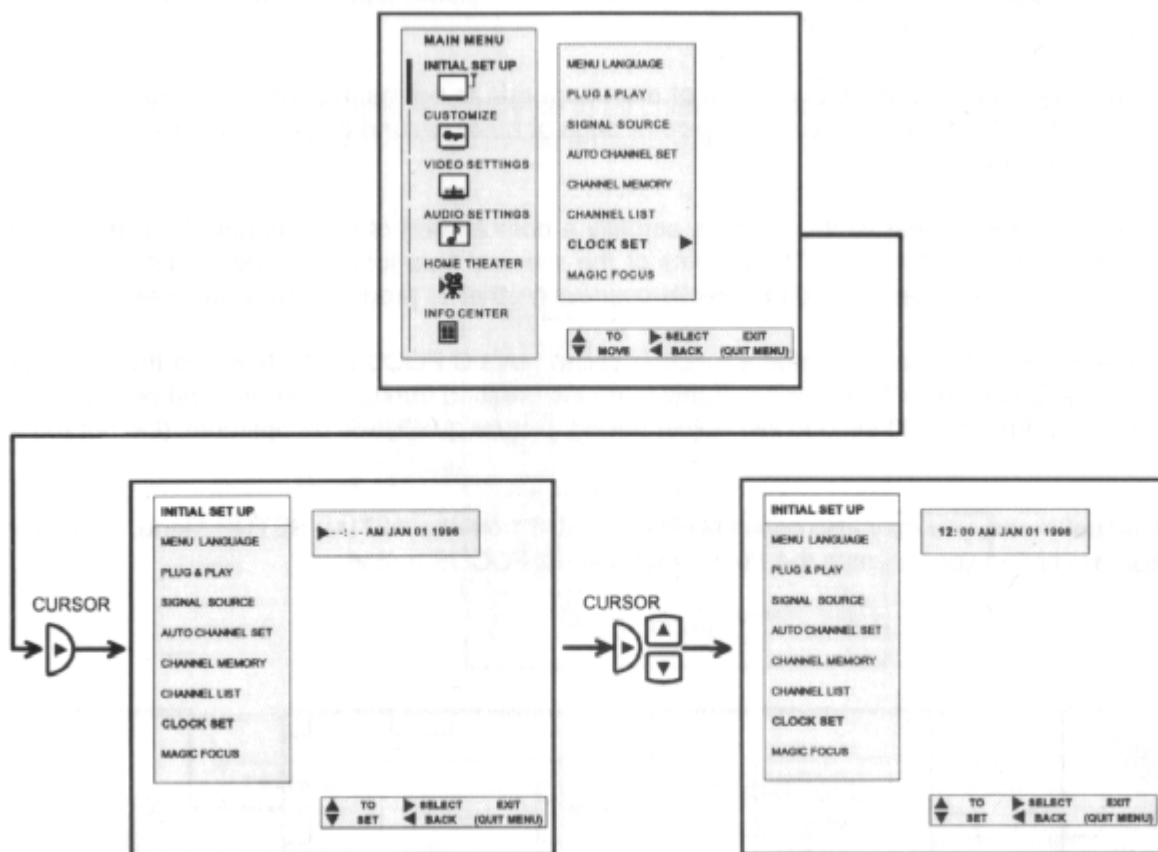 MAIN MENU
INITIAL SET UP
CUSTOMIZE
VIDEO SETTINGS
AUDIO SETTINGS
HOME THEATER
INFO CENTER
MENU LANGUAGE
PLUG & PLAY
SIGNAL SOURCE
AUTO CHANNEL SET
CHANNEL MEMORY
CHANNEL LIST
CLOCK SET
MAGIC FOCUS
TO SELECT EXIT
MOVE BACK (QUIT MENU)
CURSOR
INITIAL SET UP
MENU LANGUAGE
PLUG & PLAY
SIGNAL SOURCE
AUTO CHANNEL SET
CHANNEL MEMORY
CHANNEL LIST
CLOCK SET
MAGIC FOCUS
- -:- - AM JAN 01 1996
TO SELECT EXIT
SET BACK (QUIT MENU)
CURSOR
INITIAL SET UP
MENU LANGUAGE
PLUG & PLAY
SIGNAL SOURCE
AUTO CHANNEL SET
CHANNEL MEMORY
CHANNEL LIST
CLOCK SET
MAGIC FOCUS
12: 00 AM JAN 01 1996
TO SELECT EXIT
SET BACK (QUIT MENU)